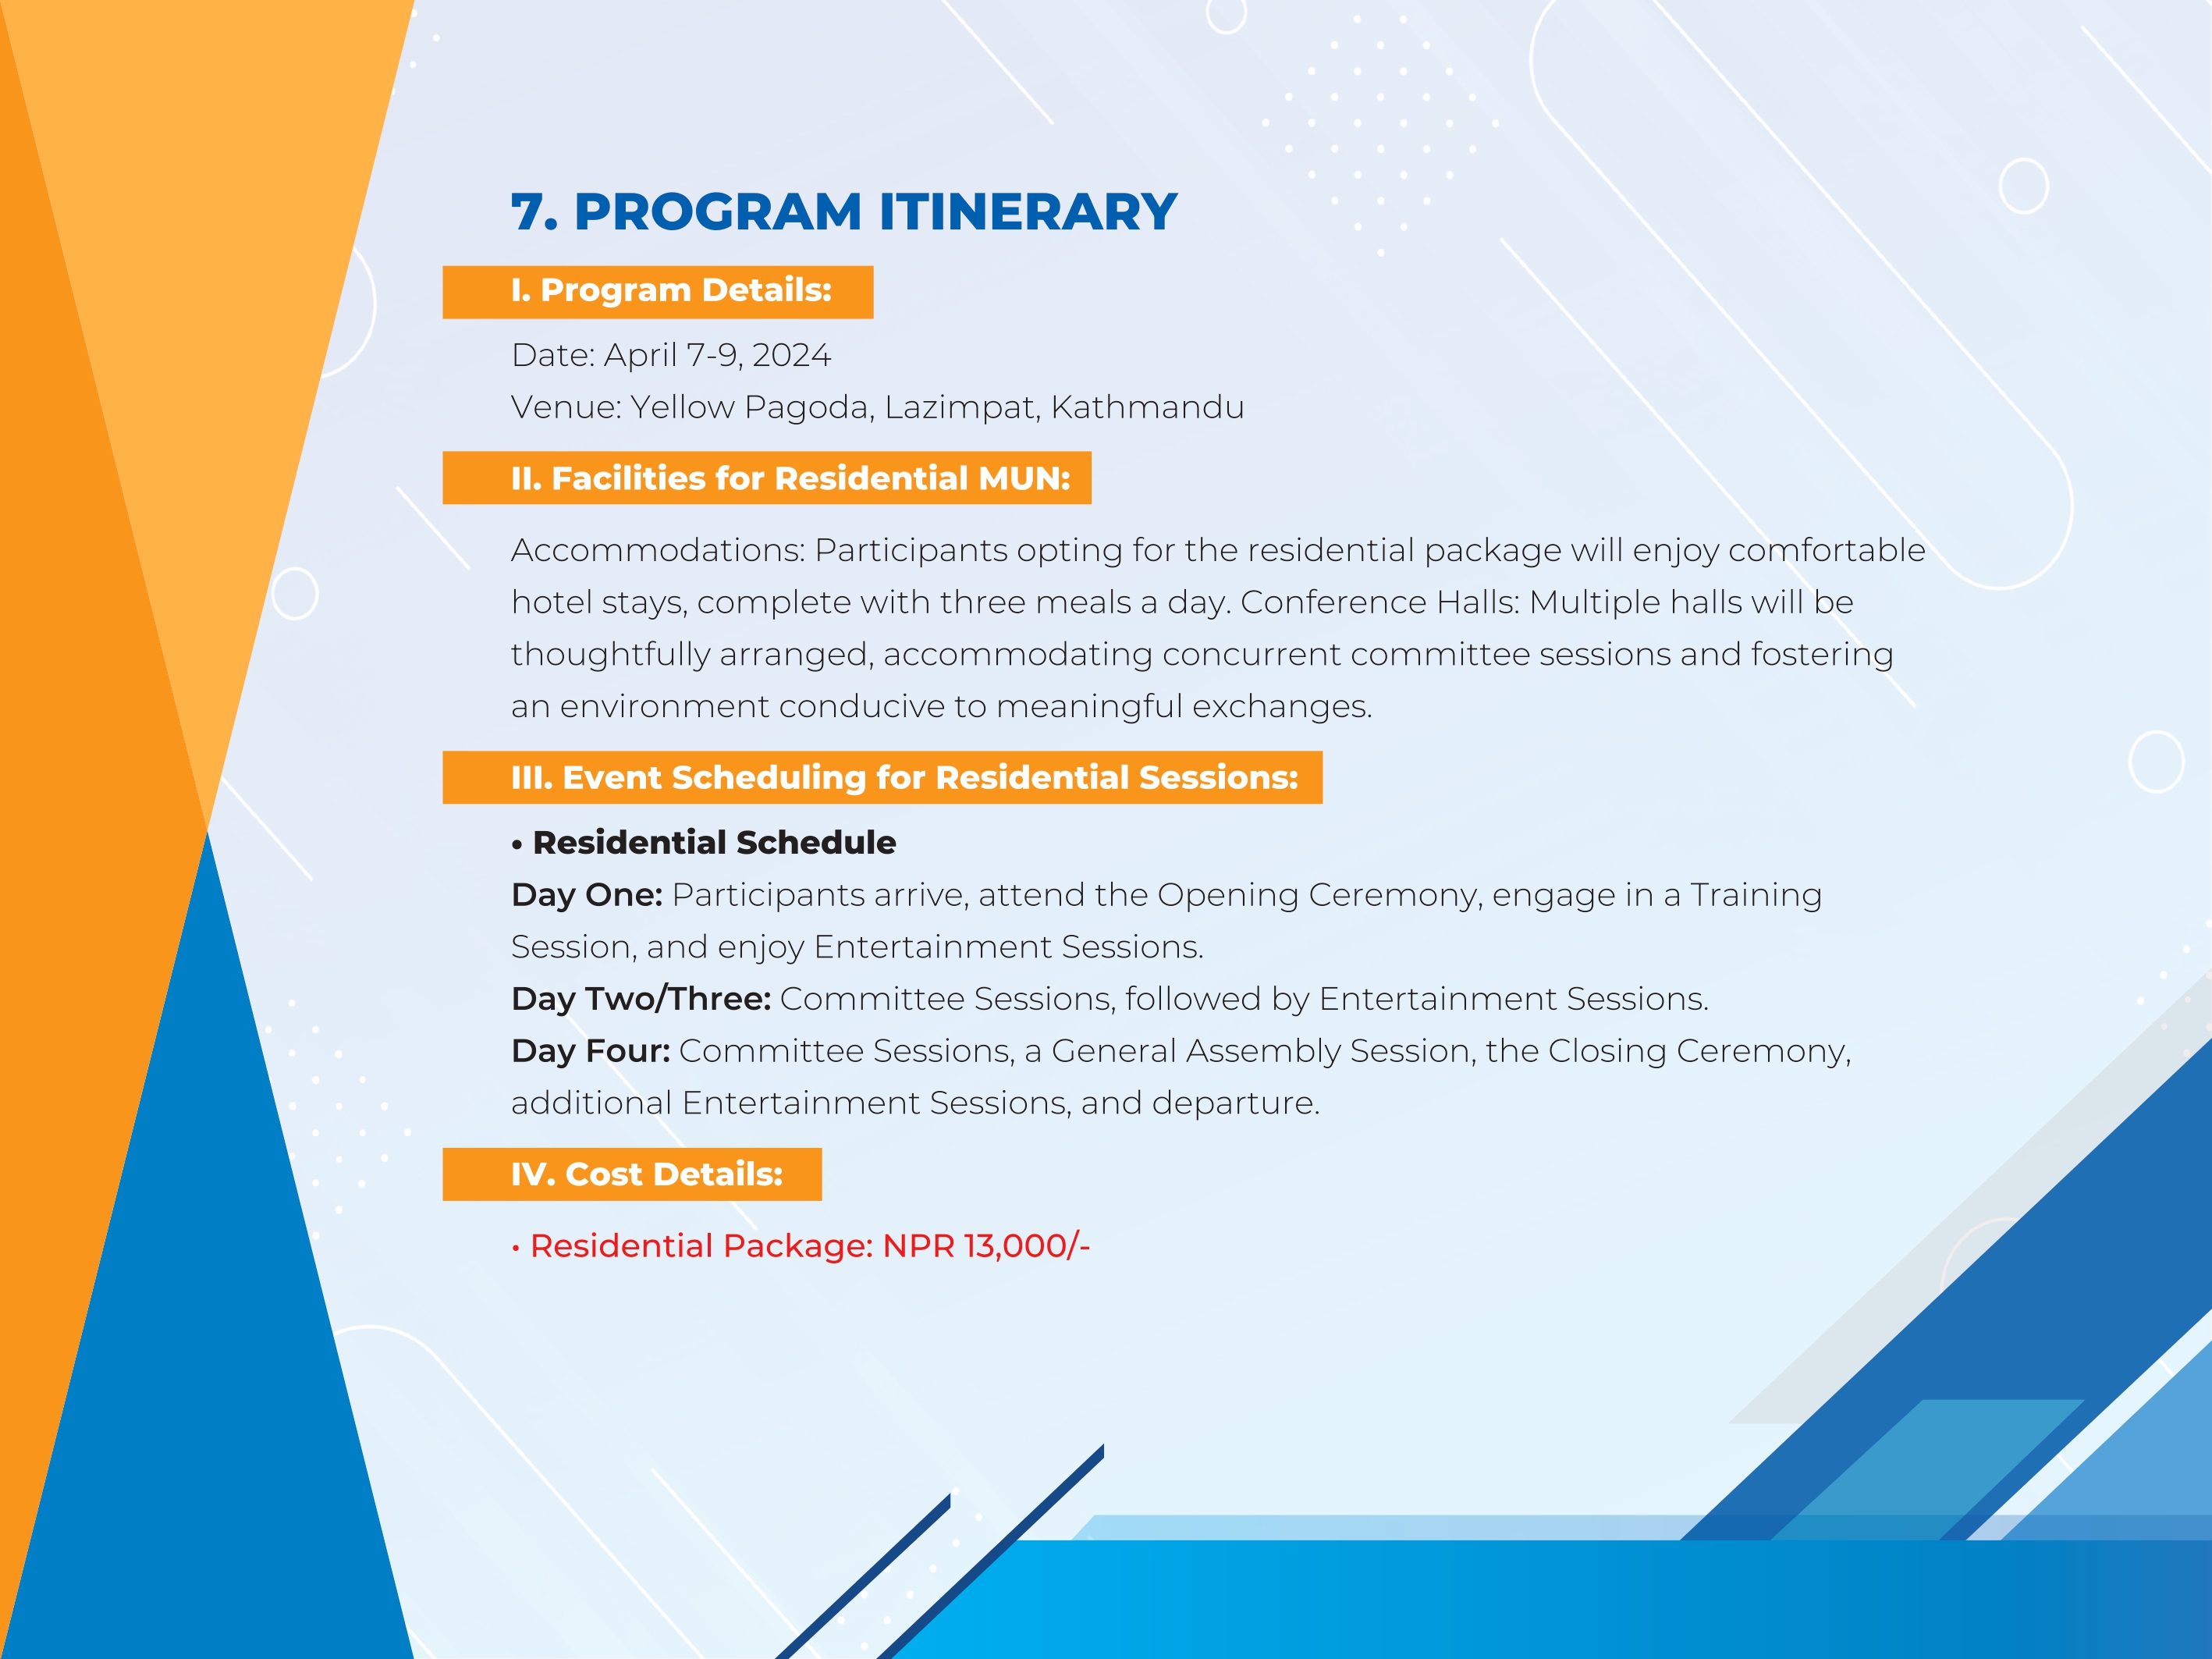 7. PROGRAM ITINERARY
I. Program Details:
Date: April 7-9, 2024
Venue: Yellow Pagoda, Lazimpat, Kathmandu
II. Facilities for Residential MUN:
Accommodations: Participants opting for the residential package will enjoy comfortable
hotel stays, complete with three meals a day. Conference Halls: Multiple halls will be
thoughtfully arranged, accommodating concurrent committee sessions and fostering
an environment conducive to meaningful exchanges.
III. Event Scheduling for Residential Sessions:
• Residential Schedule
Day One: Participants arrive, attend the Opening Ceremony, engage in a Training
Session, and enjoy Entertainment Sessions.
Day Two/Three: Committee Sessions, followed by Entertainment Sessions.
Day Four: Committee Sessions, a General Assembly Session, the Closing Ceremony,
additional Entertainment Sessions, and departure.
IV. Cost Details:
• Residential Package: NPR 13,000/-